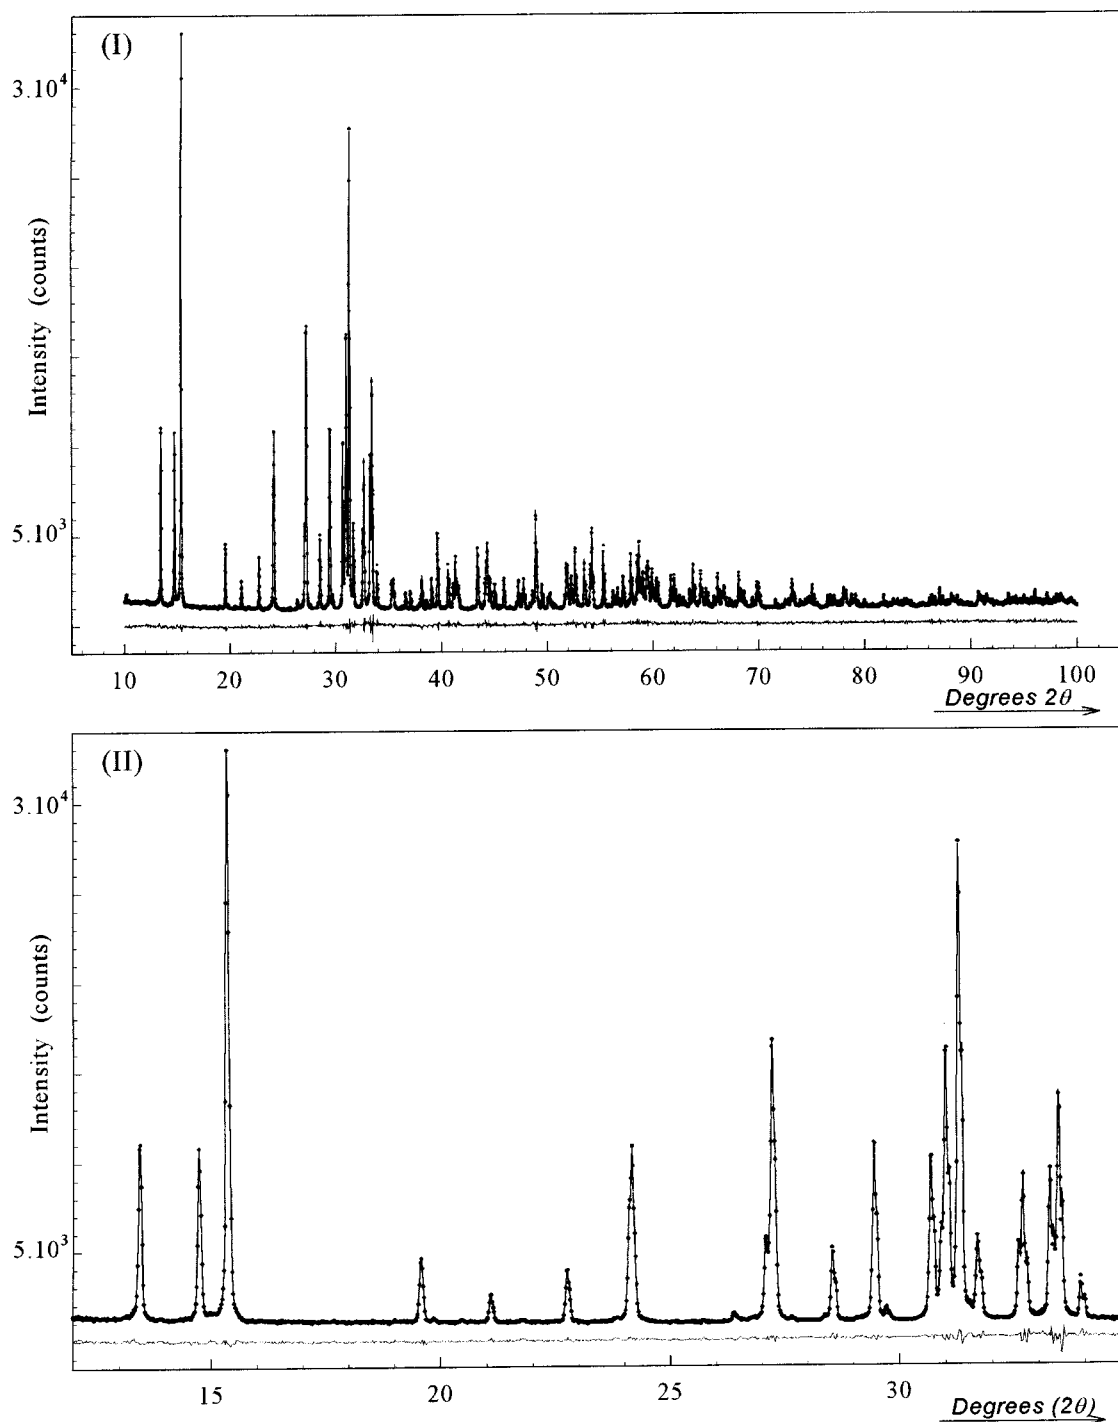 (I)
3.10⁴
Intensity (counts)
5.10³
10 20 30 40 50 60 70 80 90 100
Degrees 2θ
(II)
3.10⁴
Intensity (counts)
5.10³
15 20 25 30
Degrees (2θ)